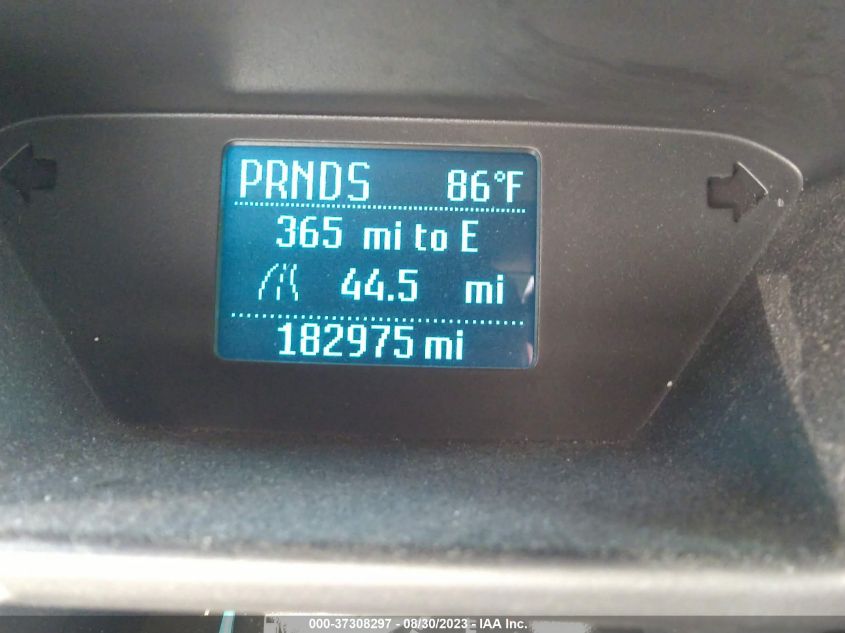 PRNDS 86°F
365 mi to E
44.5 mi
182975 mi
000-37308297 - 08/30/2023 - IAA Inc.